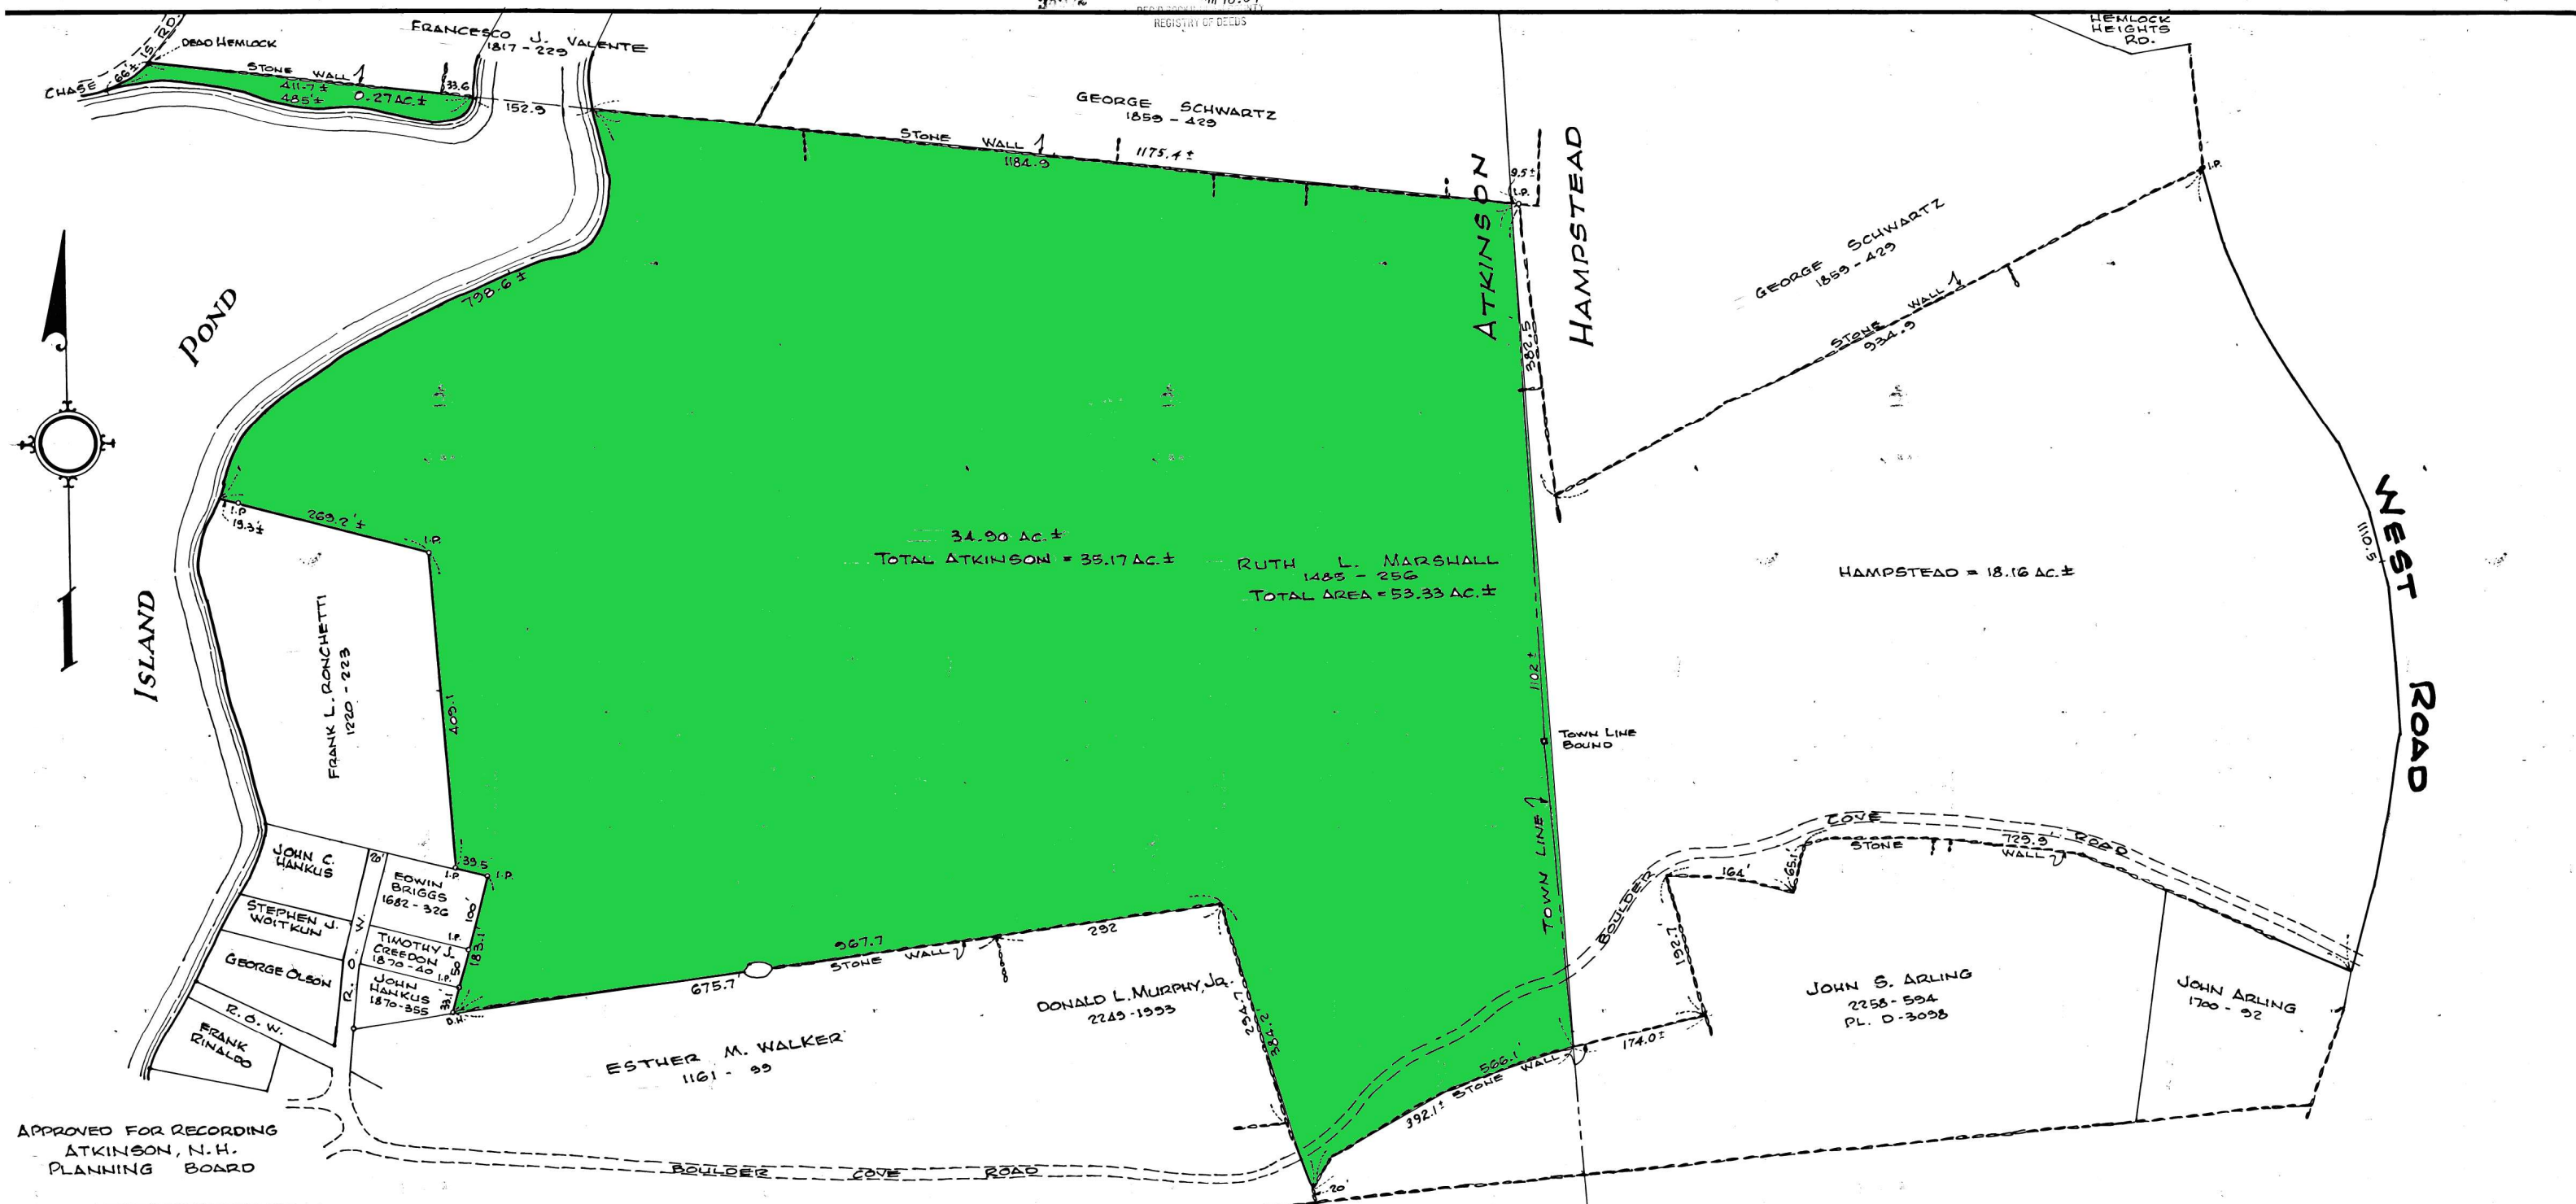 REGISTRY OF DEEDS
CHASE
IS. RD.
66'±
DEAD HEMLOCK
FRANCESCO J. VALENTE
1817 - 229
STONE WALL
411.7'±
485'±
0.27 AC.±
33.6
152.9
GEORGE SCHWARTZ
1859 - 429
STONE WALL
1184.9
1175.4±
HEMLOCK
HEIGHTS
RD.
ATKINSON
HAMPSTEAD
9.5±
I.P.
I.P.
GEORGE SCHWARTZ
1859 - 429
STONE WALL
934.9
382.5
798.6±
POND
ISLAND
I.P.
19.3'±
269.2'±
I.P.
34.90 AC.±
TOTAL ATKINSON = 35.17 AC.±
RUTH L. MARSHALL
1485 - 256
TOTAL AREA = 53.33 AC.±
HAMPSTEAD = 18.16 AC.±
WEST ROAD
1110.5
FRANK L. RONCHETTI
1220 - 223
409.1
1102±
TOWN LINE
BOUND
TOWN LINE
39.5
I.P.
I.P.
JOHN C.
HANKUS
20'
EDWIN
BRIGGS
1682 - 326
100'
STEPHEN J.
WOITKUN
R. O. W.
I.P.
TIMOTHY J.
CREEDON
1870 - 40
50'
I.P.
183.1'
GEORGE OLSON
JOHN
HANKUS
1870-355
33.1'
D.H.
R. O. W.
FRANK
RINALDO
967.7
675.7'
STONE WALL
292
ESTHER M. WALKER
1161 - 99
DONALD L. MURPHY, JR.
2249-1993
294.7'
384.2'
BOULDER COVE ROAD
164'
65.1'
STONE WALL
729.9'
192.7'
JOHN S. ARLING
2258-594
PL. D-3098
JOHN ARLING
1700 - 92
566.1'
STONE WALL
392.1±
174.0±
20'
BOULDER COVE ROAD
APPROVED FOR RECORDING
ATKINSON, N.H.
PLANNING BOARD